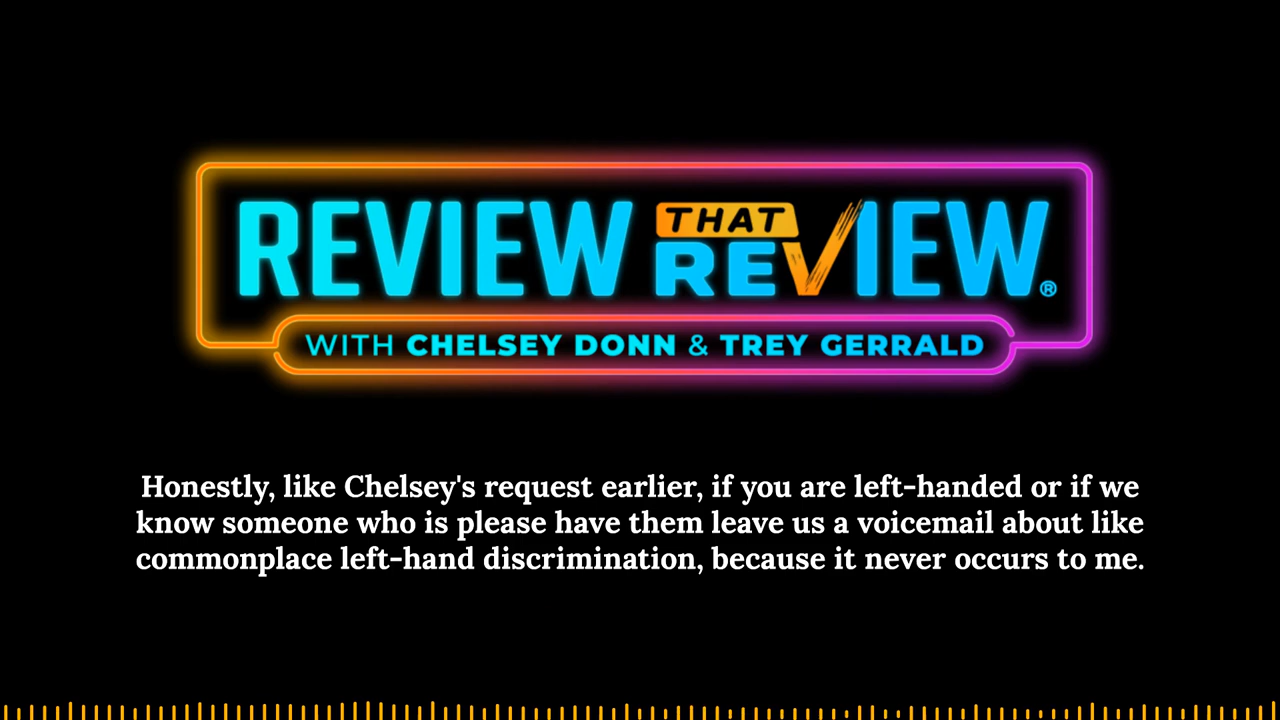 REVIEW THAT REVIEW®
WITH CHELSEY DONN & TREY GERRALD
Honestly, like Chelsey's request earlier, if you are left-handed or if we
know someone who is please have them leave us a voicemail about like
commonplace left-hand discrimination, because it never occurs to me.